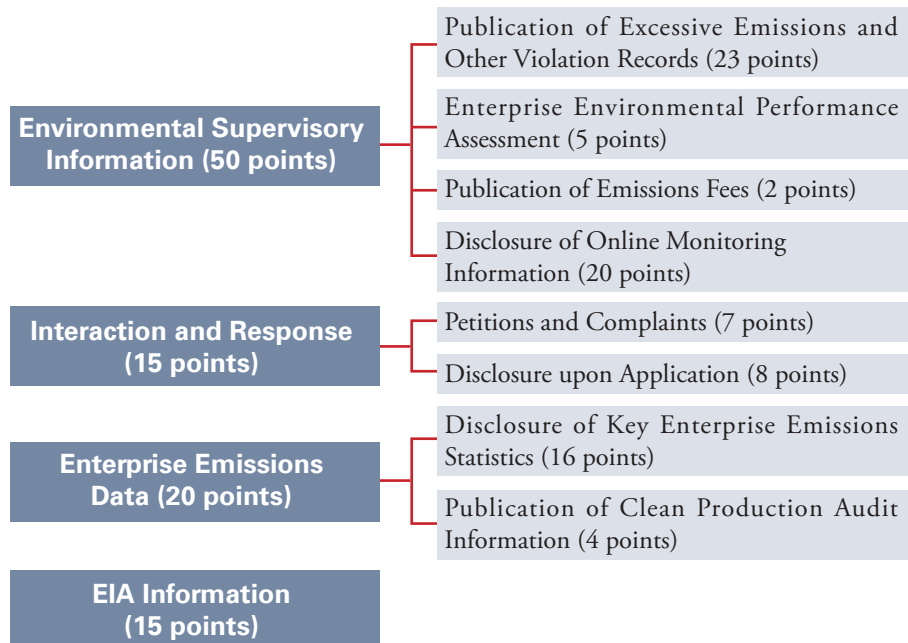 Environmental Supervisory
Information (50 points)
Publication of Excessive Emissions and
Other Violation Records (23 points)
Enterprise Environmental Performance
Assessment (5 points)
Publication of Emissions Fees (2 points)
Disclosure of Online Monitoring
Information (20 points)
Interaction and Response
(15 points)
Petitions and Complaints (7 points)
Disclosure upon Application (8 points)
Enterprise Emissions
Data (20 points)
Disclosure of Key Enterprise Emissions
Statistics (16 points)
Publication of Clean Production Audit
Information (4 points)
EIA Information
(15 points)